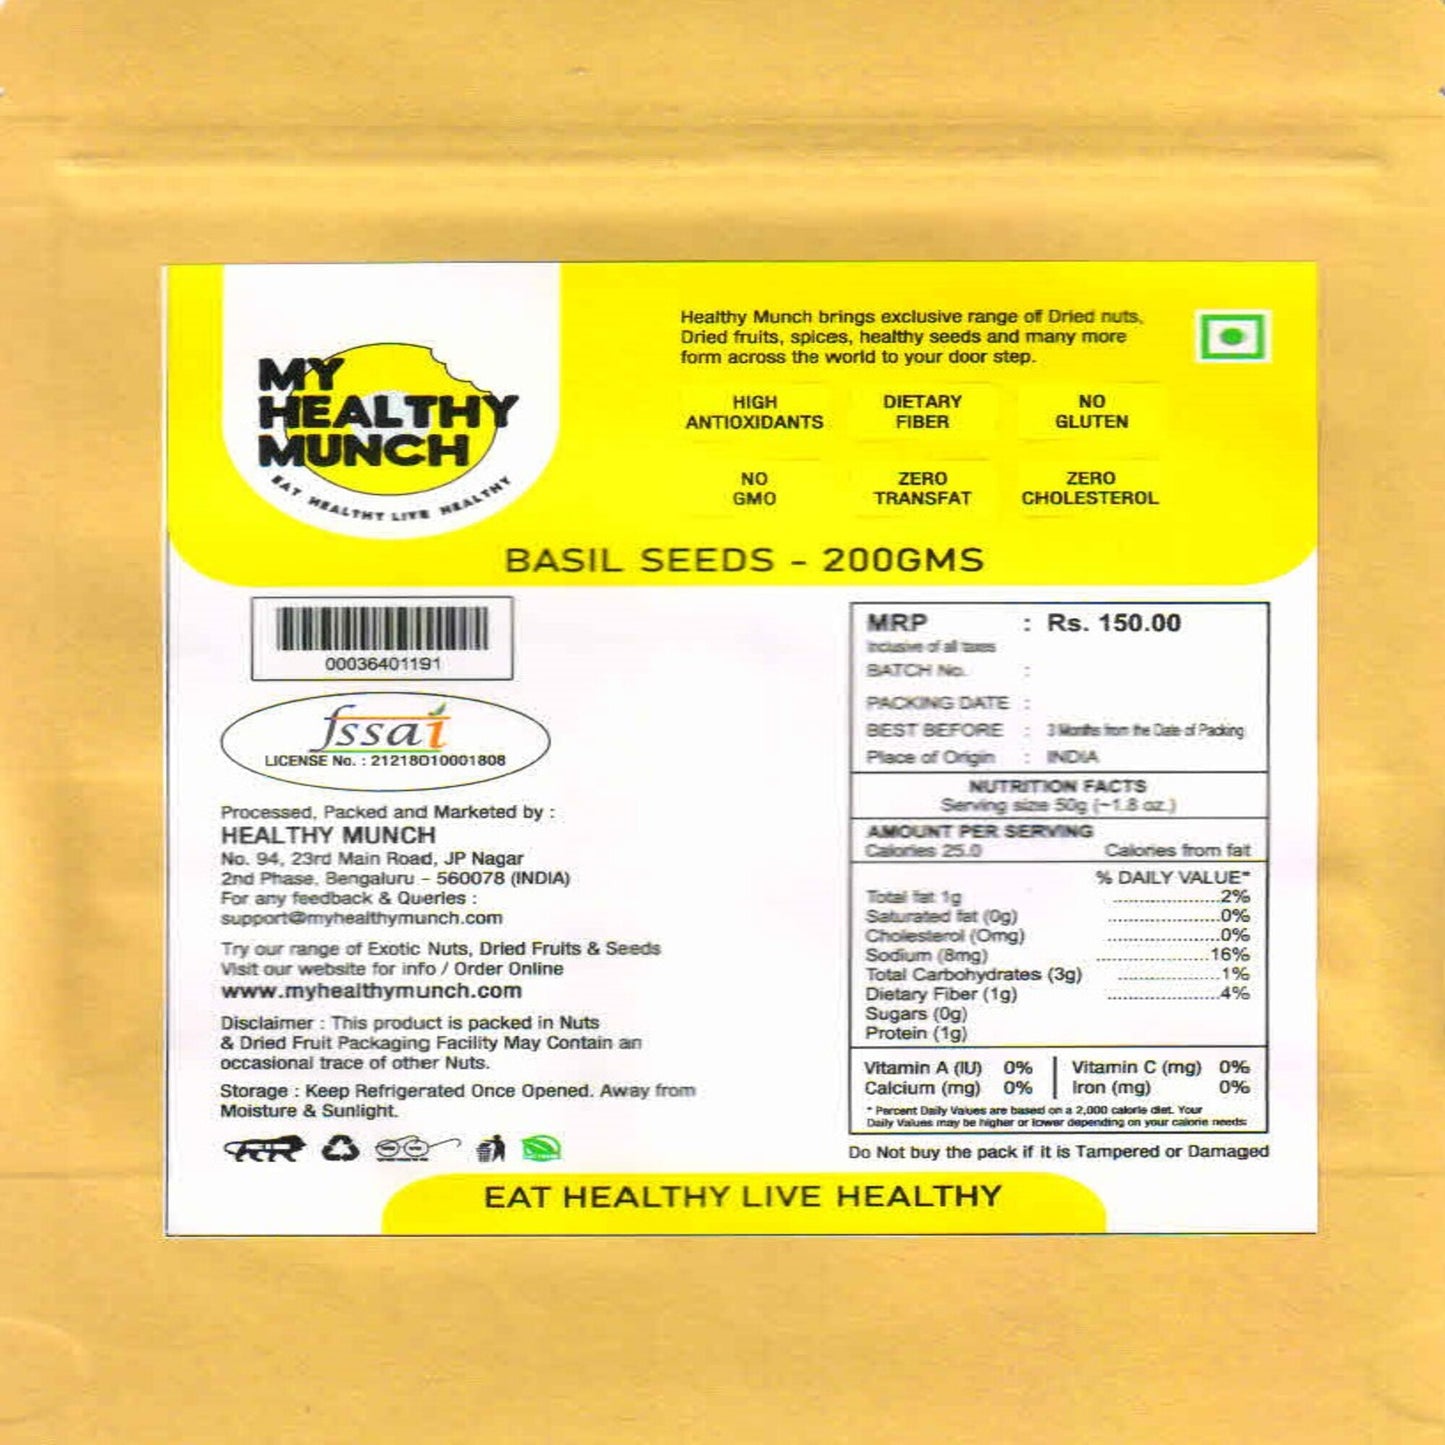 MY
HEALTHY
MUNCH
EAT HEALTHY LIVE HEALTHY
Healthy Munch brings exclusive range of Dried nuts,
Dried fruits, spices, healthy seeds and many more
form across the world to your door step.
HIGH
ANTIOXIDANTS
DIETARY
FIBER
NO
GLUTEN
NO
GMO
ZERO
TRANSFAT
ZERO
CHOLESTEROL
BASIL SEEDS - 200GMS
00036401191
fssai
LICENSE No. : 21218010001808
Processed, Packed and Marketed by :
HEALTHY MUNCH
No. 94, 23rd Main Road, JP Nagar
2nd Phase, Bengaluru - 560078 (INDIA)
For any feedback & Queries :
support@myhealthymunch.com
Try our range of Exotic Nuts, Dried Fruits & Seeds
Visit our website for info / Order Online
www.myhealthymunch.com
Disclaimer : This product is packed in Nuts
& Dried Fruit Packaging Facility May Contain an
occasional trace of other Nuts.
Storage : Keep Refrigerated Once Opened. Away from
Moisture & Sunlight.
MRP : Rs. 150.00
Inclusive of all taxes
BATCH No. :
PACKING DATE :
BEST BEFORE : 3 Months from the Date of Packing
Place of Origin : INDIA
NUTRITION FACTS
Serving size 50g (~1.8 oz.)
AMOUNT PER SERVING
Calories 25.0 Calories from fat
% DAILY VALUE*
Total fat 1g ......................2%
Saturated fat (0g) .......................0%
Cholesterol (0mg) .......................0%
Sodium (8mg) .......................16%
Total Carbohydrates (3g) .....................1%
Dietary Fiber (1g) .......................4%
Sugars (0g)
Protein (1g)
Vitamin A (IU) 0% | Vitamin C (mg) 0%
Calcium (mg) 0% | Iron (mg) 0%
* Percent Daily Values are based on a 2,000 calorie diet. Your
Daily Values may be higher or lower depending on your calorie needs:
Do Not buy the pack if it is Tampered or Damaged
EAT HEALTHY LIVE HEALTHY